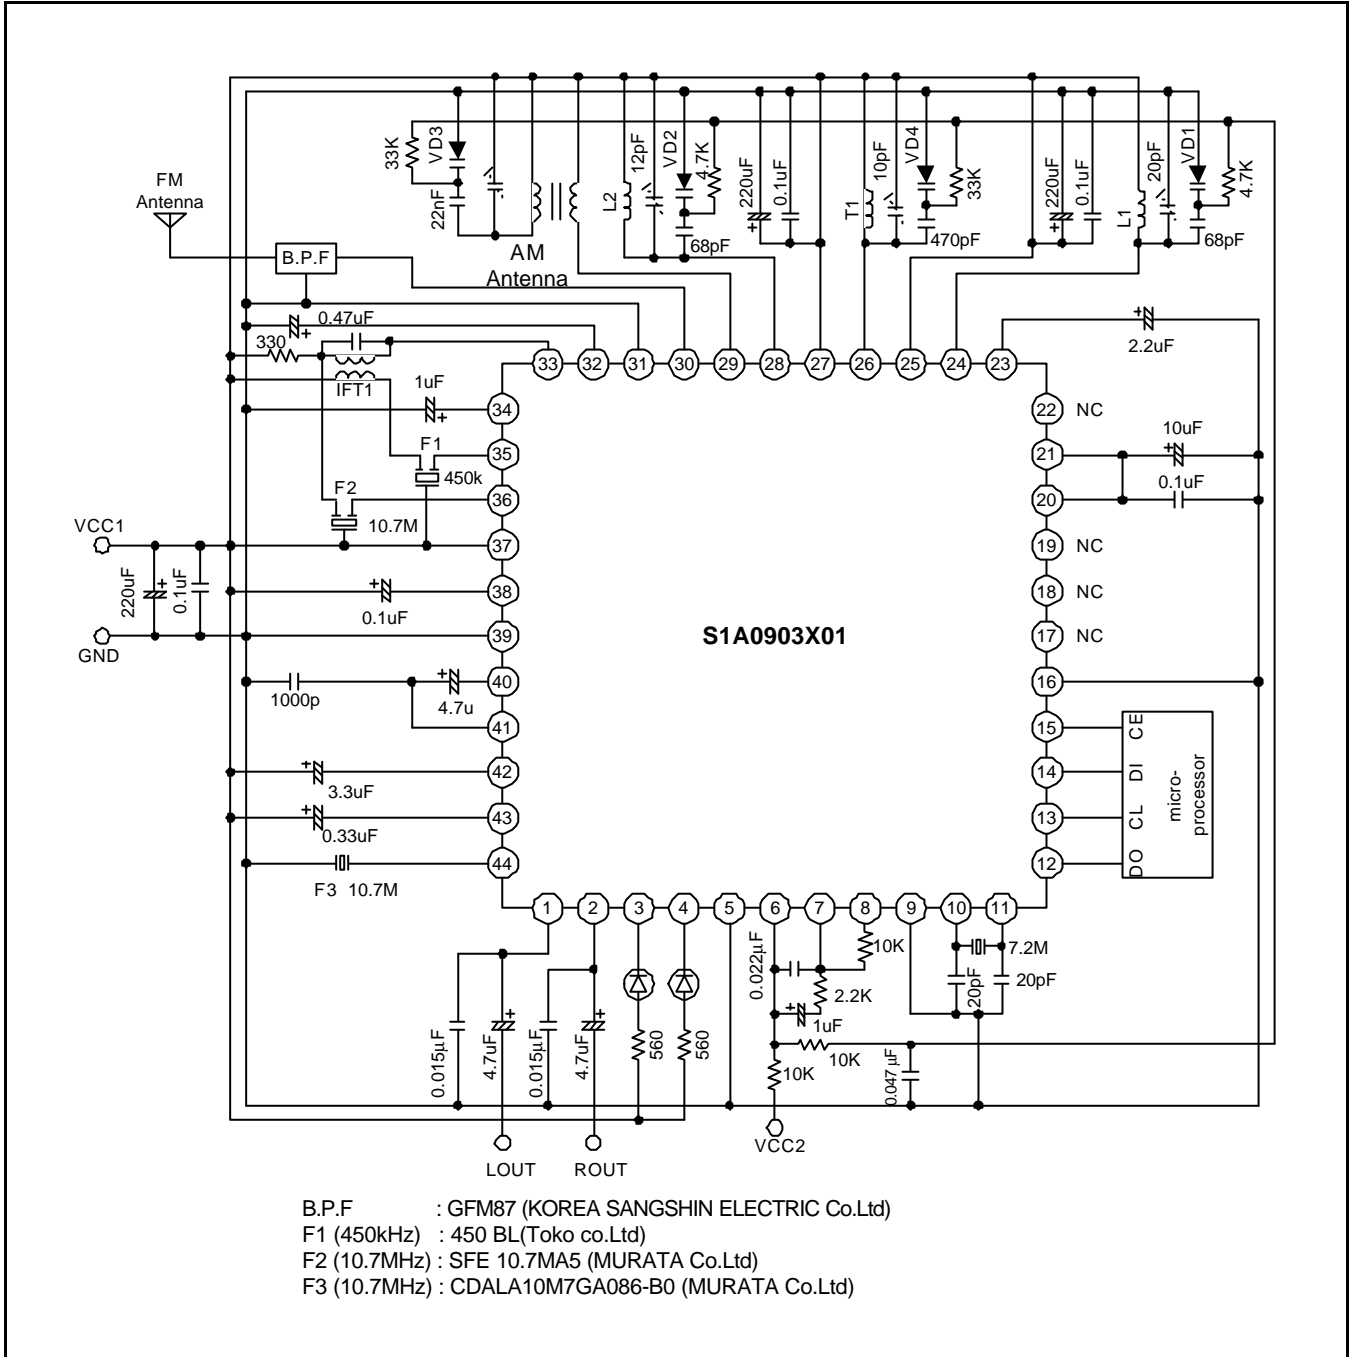 33K
VD3
22nF
AM
Antenna
L2
12pF
VD2
4.7K
68pF
220uF
+
0.1uF
T1
10pF
VD4
33K
470pF
220uF
+
0.1uF
L1
20pF
VD1
4.7K
68pF
FM
Antenna
B.P.F
0.47uF
+
330
IFT1
1uF
+
F1
450k
F2
10.7M
2.2uF
+
33
32
31
30
29
28
27
26
25
24
23
34
35
36
37
38
39
40
41
42
43
44
22 NC
21
20
19 NC
18 NC
17 NC
16
15
14
13
12
10uF
+
0.1uF
VCC1
220uF
+
0.1uF
GND
0.1uF
+
S1A0903X01
1000p
4.7u
+
3.3uF
+
0.33uF
+
F3 10.7M
CE
DI
CL
DO
micro-
processor
1
2
3
4
5
6
7
8
9
10
11
0.015µF
4.7uF
+
0.015µF
4.7uF
+
560
560
0.022µF
10K
2.2K
1uF
+
10K
10K
0.047µF
7.2M
20pF
20pF
LOUT
ROUT
VCC2
B.P.F : GFM87 (KOREA SANGSHIN ELECTRIC Co.Ltd)
F1 (450kHz) : 450 BL(Toko co.Ltd)
F2 (10.7MHz) : SFE 10.7MA5 (MURATA Co.Ltd)
F3 (10.7MHz) : CDALA10M7GA086-B0 (MURATA Co.Ltd)